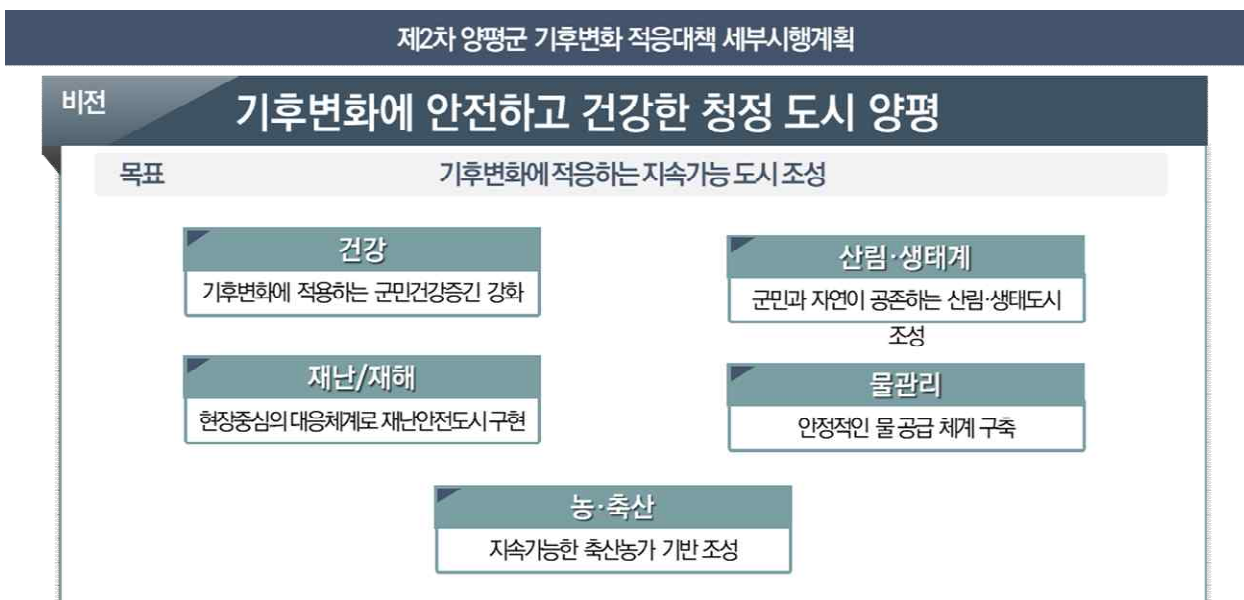 제2차 양평군 기후변화 적응대책 세부시행계획
비전
기후변화에 안전하고 건강한 청정 도시 양평
목표
기후변화에 적응하는 지속가능 도시 조성
건강
기후변화에 적용하는 군민건강증긴 강화
산림·생태계
군민과 자연이 공존하는 산림·생태도시
조성
재난/재해
현장중심의 대응체계로 재난안전도시 구현
물관리
안정적인 물 공급 체계 구축
농·축산
지속가능한 축산농가 기반 조성